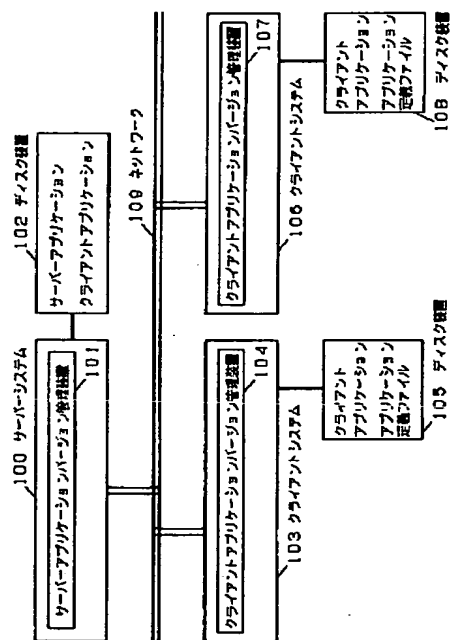 100 サーバーシステム
サーバーアプリケーションバージョン管理装置
101
102 ディスク装置
サーバーアプリケーション
クライアントアプリケーション
109 ネットワーク
クライアントアプリケーションバージョン管理装置
104
103 クライアントシステム
クライアント
アプリケーション
アプリケーション
定義ファイル
105 ディスク装置
クライアントアプリケーションバージョン管理装置
107
106 クライアントシステム
クライアント
アプリケーション
アプリケーション
定義ファイル
108 ディスク装置